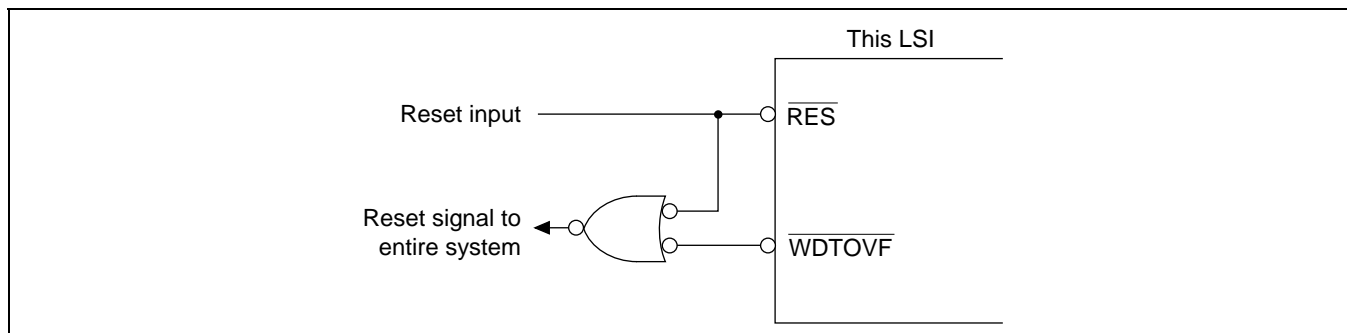 This LSI
Reset input
RES
Reset signal to
entire system
WDTOVF